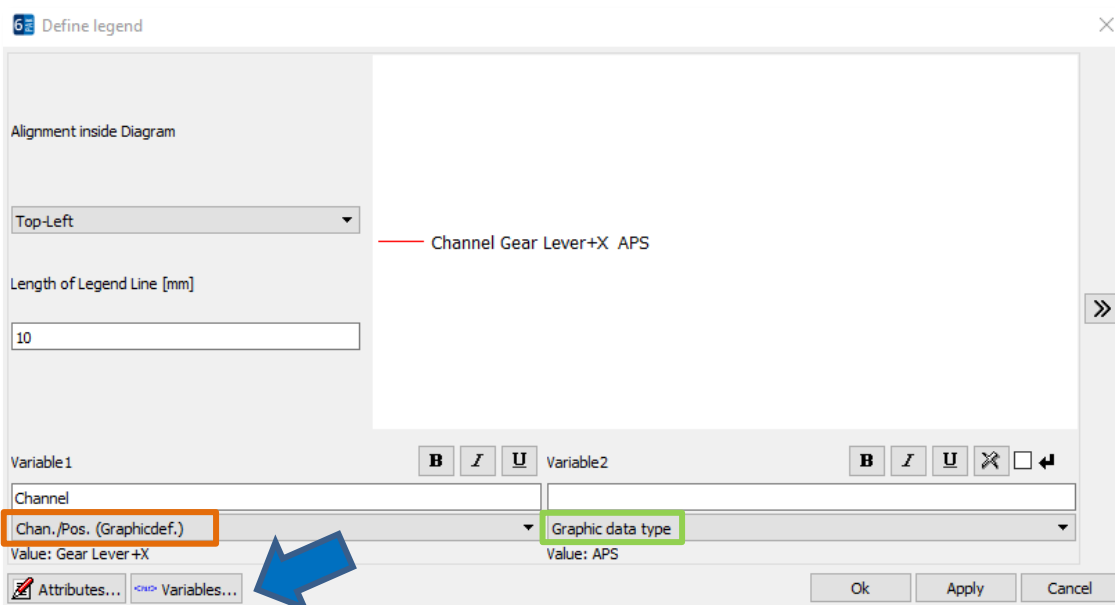 Define legend
Alignment inside Diagram
Top-Left
Channel Gear Lever+X APS
Length of Legend Line [mm]
10
Variable1 B I U Variable2 B I U
Channel
Chan./Pos. (Graphicdef.) Graphic data type
Value: Gear Lever+X Value: APS
Attributes... Variables... Ok Apply Cancel